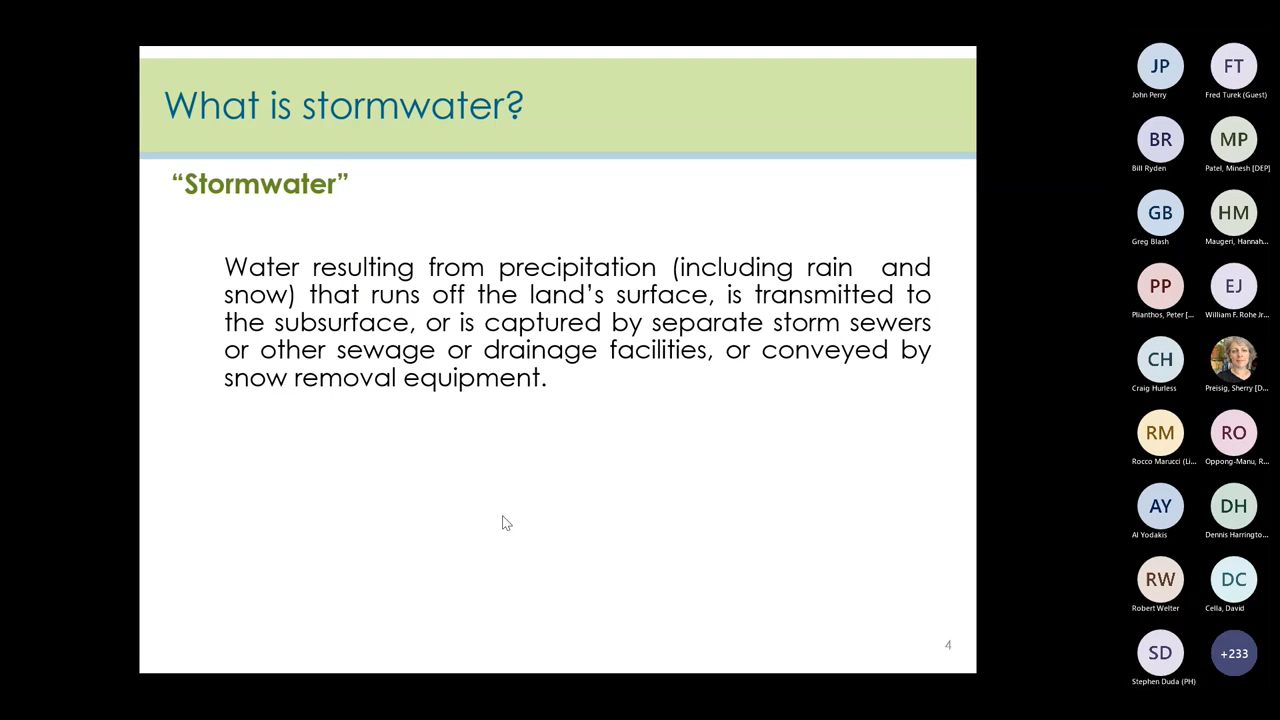 What is stormwater?
“Stormwater”
Water resulting from precipitation (including rain and
snow) that runs off the land’s surface, is transmitted to
the subsurface, or is captured by separate storm sewers
or other sewage or drainage facilities, or conveyed by
snow removal equipment.
4
JP
John Perry
FT
Fred Turek (Guest)
BR
Bill Ryden
MP
Patel, Minesh [DEP]
GB
Greg Blash
HM
Maugeri, Hannah...
PP
Plianthos, Peter [...
EJ
William F. Rohe Jr...
CH
Craig Hurless
Preisig, Sherry [D...
RM
Rocco Marucci (Li...
RO
Oppong-Manu, R...
AY
Al Yodakis
DH
Dennis Harringto...
RW
Robert Welter
DC
Cella, David
SD
Stephen Duda (PH)
+233